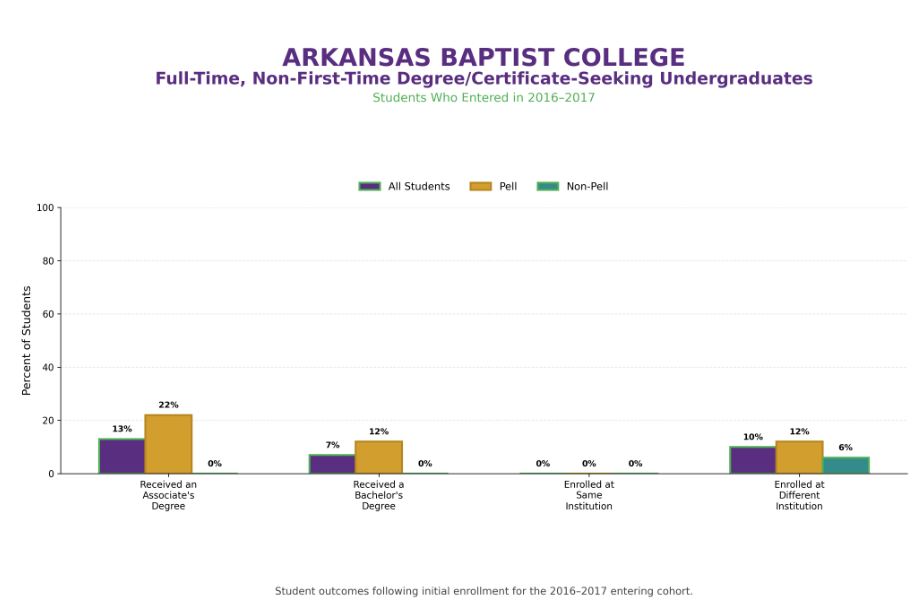 ARKANSAS BAPTIST COLLEGE
Full-Time, Non-First-Time Degree/Certificate-Seeking Undergraduates
Students Who Entered in 2016–2017
All Students Pell Non-Pell
Percent of Students
100
80
60
40
20
0
13% 22% 0%
7% 12% 0%
0% 0% 0%
10% 12% 6%
Received an
Associate's
Degree
Received a
Bachelor's
Degree
Enrolled at
Same
Institution
Enrolled at
Different
Institution
Student outcomes following initial enrollment for the 2016–2017 entering cohort.